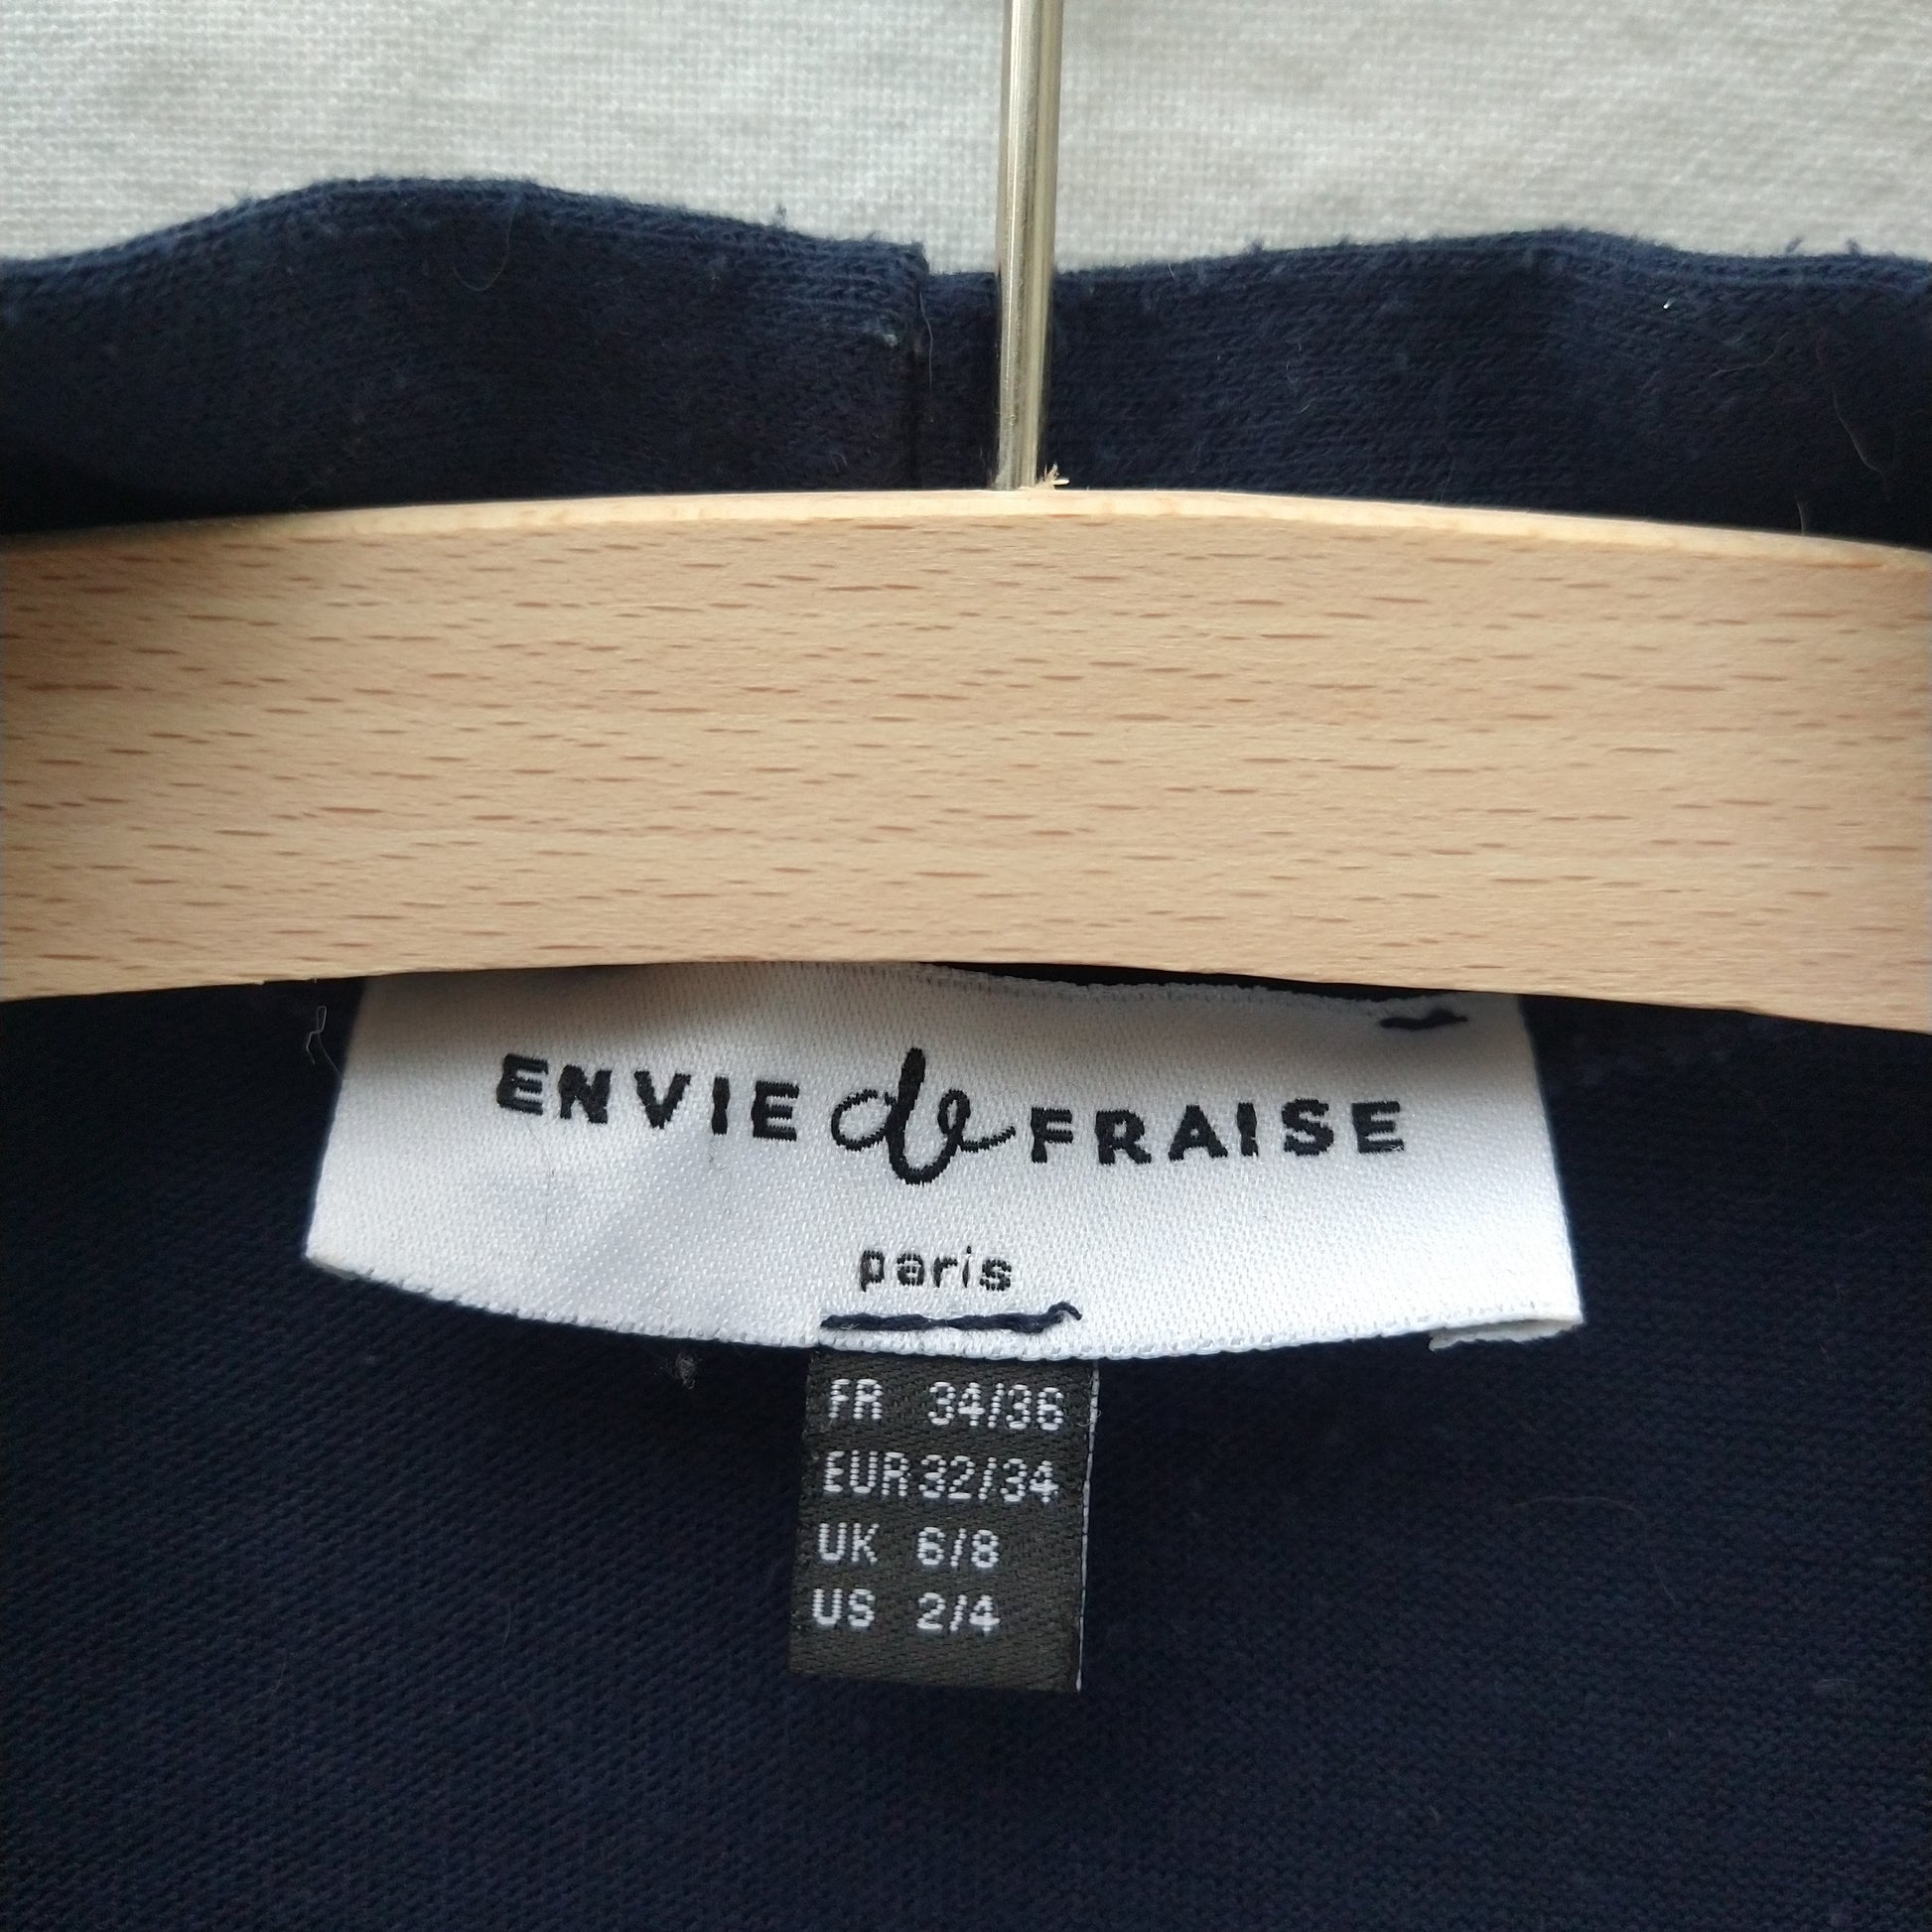 ENVIE de FRAISE
paris
FR 34/36
EUR 32/34
UK 6/8
US 2/4